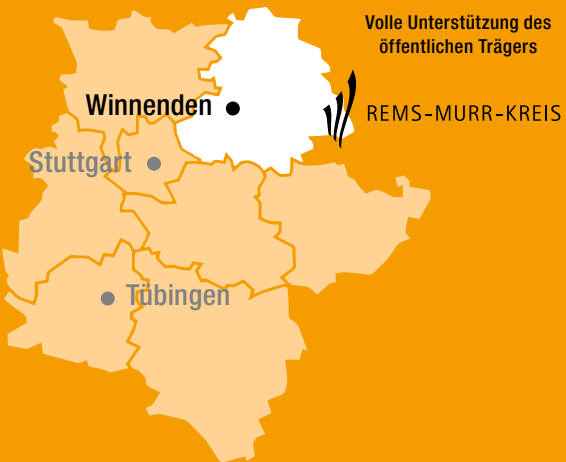 Volle Unterstützung des
öffentlichen Trägers
Winnenden
REMS-MURR-KREIS
Stuttgart
Tübingen